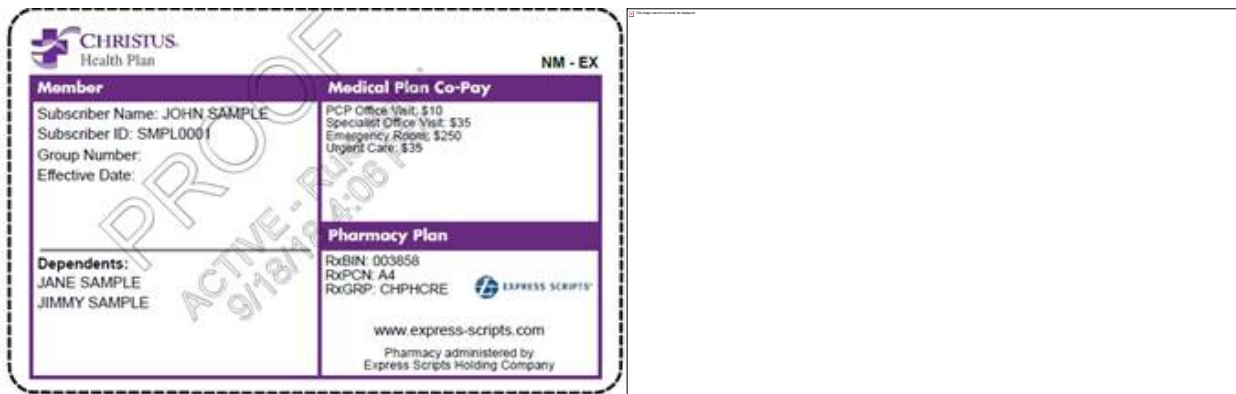 CHRISTUS.
Health Plan
NM - EX
Member
Subscriber Name: JOHN SAMPLE
Subscriber ID: SMPL0001
Group Number:
Effective Date:
Dependents:
JANE SAMPLE
JIMMY SAMPLE
Medical Plan Co-Pay
PCP Office Visit: $10
Specialist Office Visit: $35
Emergency Room: $250
Urgent Care: $35
Pharmacy Plan
RxBIN: 003858
RxPCN: A4
RxGRP: CHPHCRE
EXPRESS SCRIPTS
www.express-scripts.com
Pharmacy administered by
Express Scripts Holding Company
PROOF
ACTIVE -
9/18/18 4:06